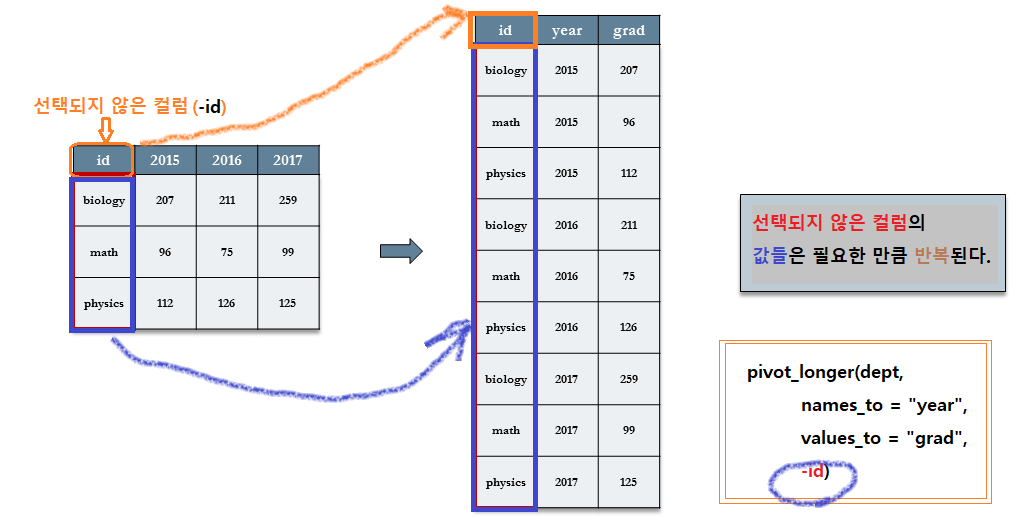 선택되지 않은 컬럼 (-id)
id 2015 2016 2017
biology 207 211 259
math 96 75 99
physics 112 126 125
id year grad
biology 2015 207
math 2015 96
physics 2015 112
biology 2016 211
math 2016 75
physics 2016 126
biology 2017 259
math 2017 99
physics 2017 125
선택되지 않은 컬럼의
값들은 필요한 만큼 반복된다.
pivot_longer(dept,
names_to = "year",
values_to = "grad",
-id)